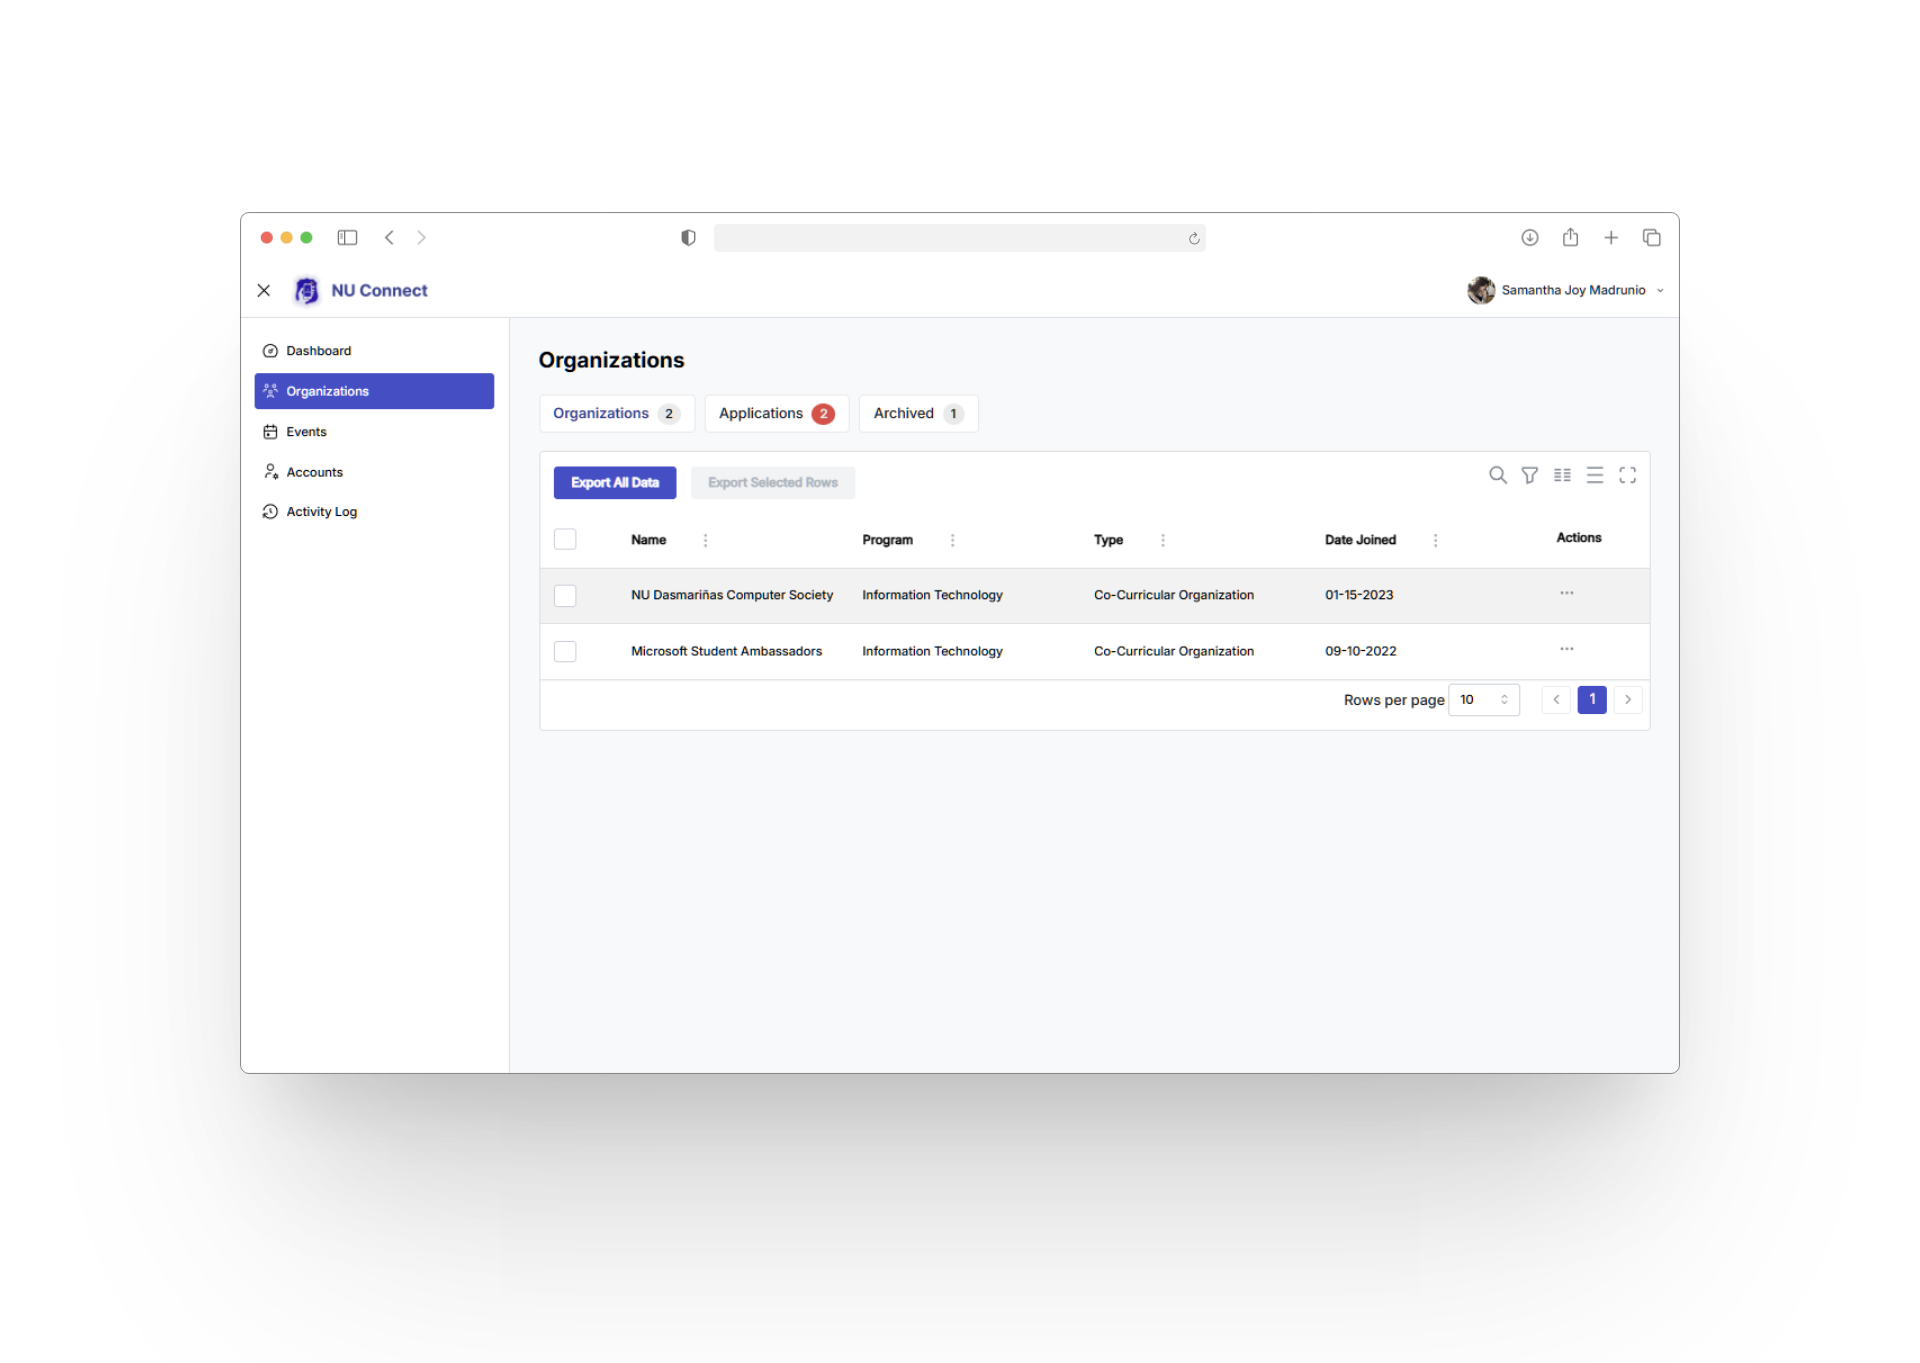 NU Connect
Samantha Joy Madrunio
Dashboard
Organizations
Events
Accounts
Activity Log
Organizations
Organizations 2 Applications 2 Archived 1
Export All Data Export Selected Rows
Name Program Type Date Joined Actions
NU Dasmariñas Computer Society Information Technology Co-Curricular Organization 01-15-2023
Microsoft Student Ambassadors Information Technology Co-Curricular Organization 09-10-2022
Rows per page 10 1